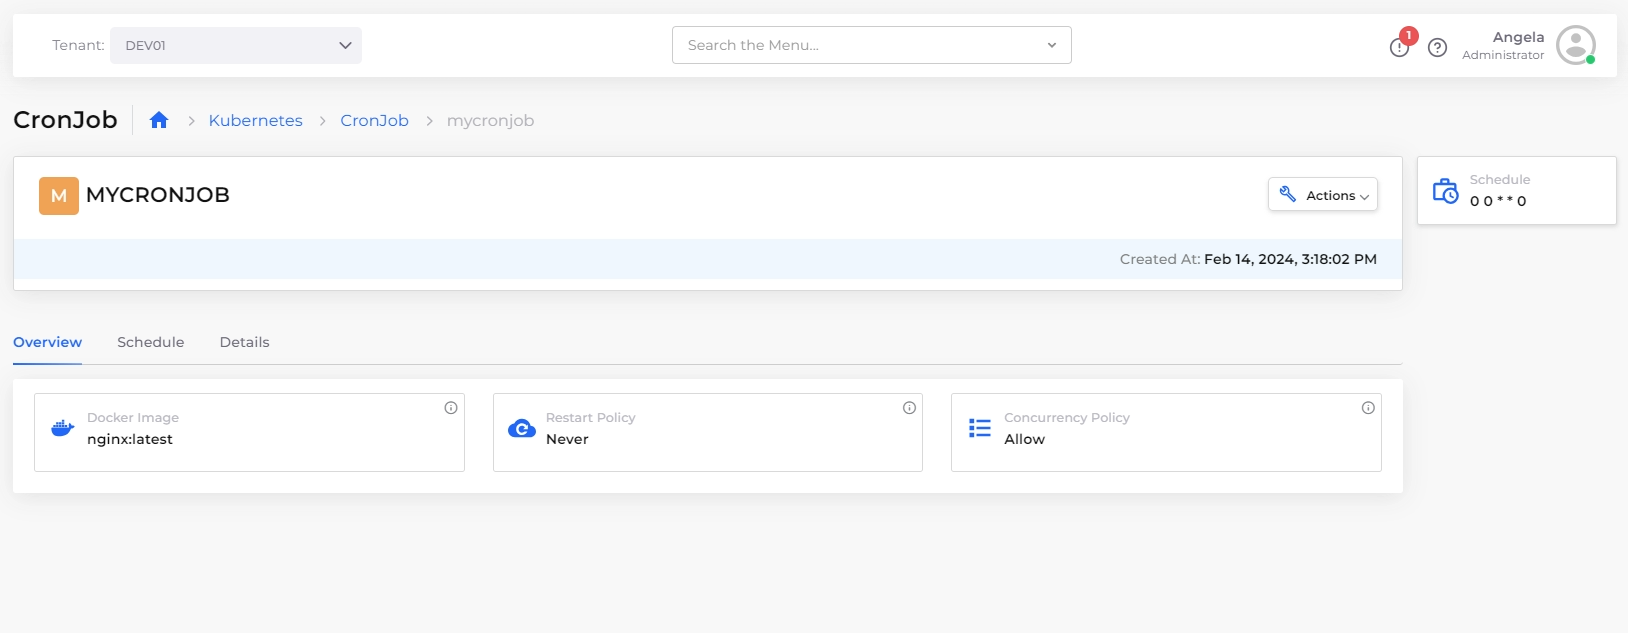 Tenant: DEV01
Search the Menu...
1
Angela
Administrator
CronJob
Kubernetes > CronJob > mycronjob
M MYCRONJOB
Actions
Schedule
0 0 * * 0
Created At: Feb 14, 2024, 3:18:02 PM
Overview Schedule Details
Docker Image
nginx:latest
Restart Policy
Never
Concurrency Policy
Allow